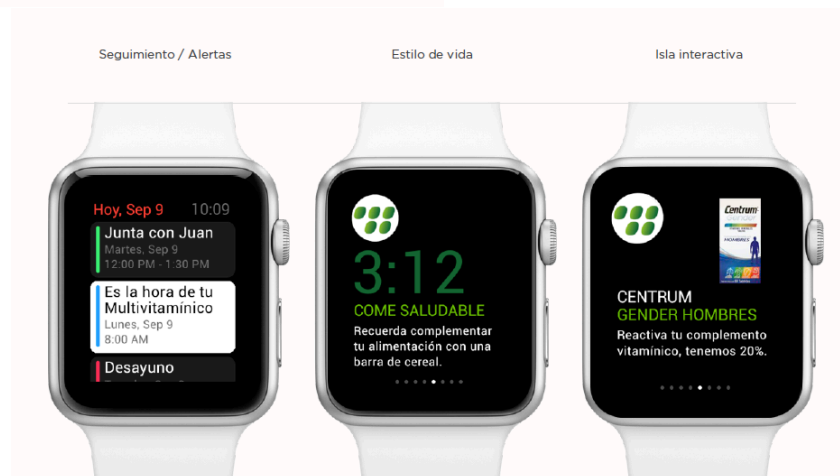 Seguimiento / Alertas
Estilo de vida
Isla interactiva
Hoy, Sep 9 10:09
Junta con Juan
Martes, Sep 9
12:00 PM - 1:30 PM
Es la hora de tu
Multivitamínico
Lunes, Sep 9
8:00 AM
Desayuno
3:12
COME SALUDABLE
Recuerda complementar
tu alimentación con una
barra de cereal.
Centrum
HOMBRES
CENTRUM
GENDER HOMBRES
Reactiva tu complemento
vitamínico, tenemos 20%.